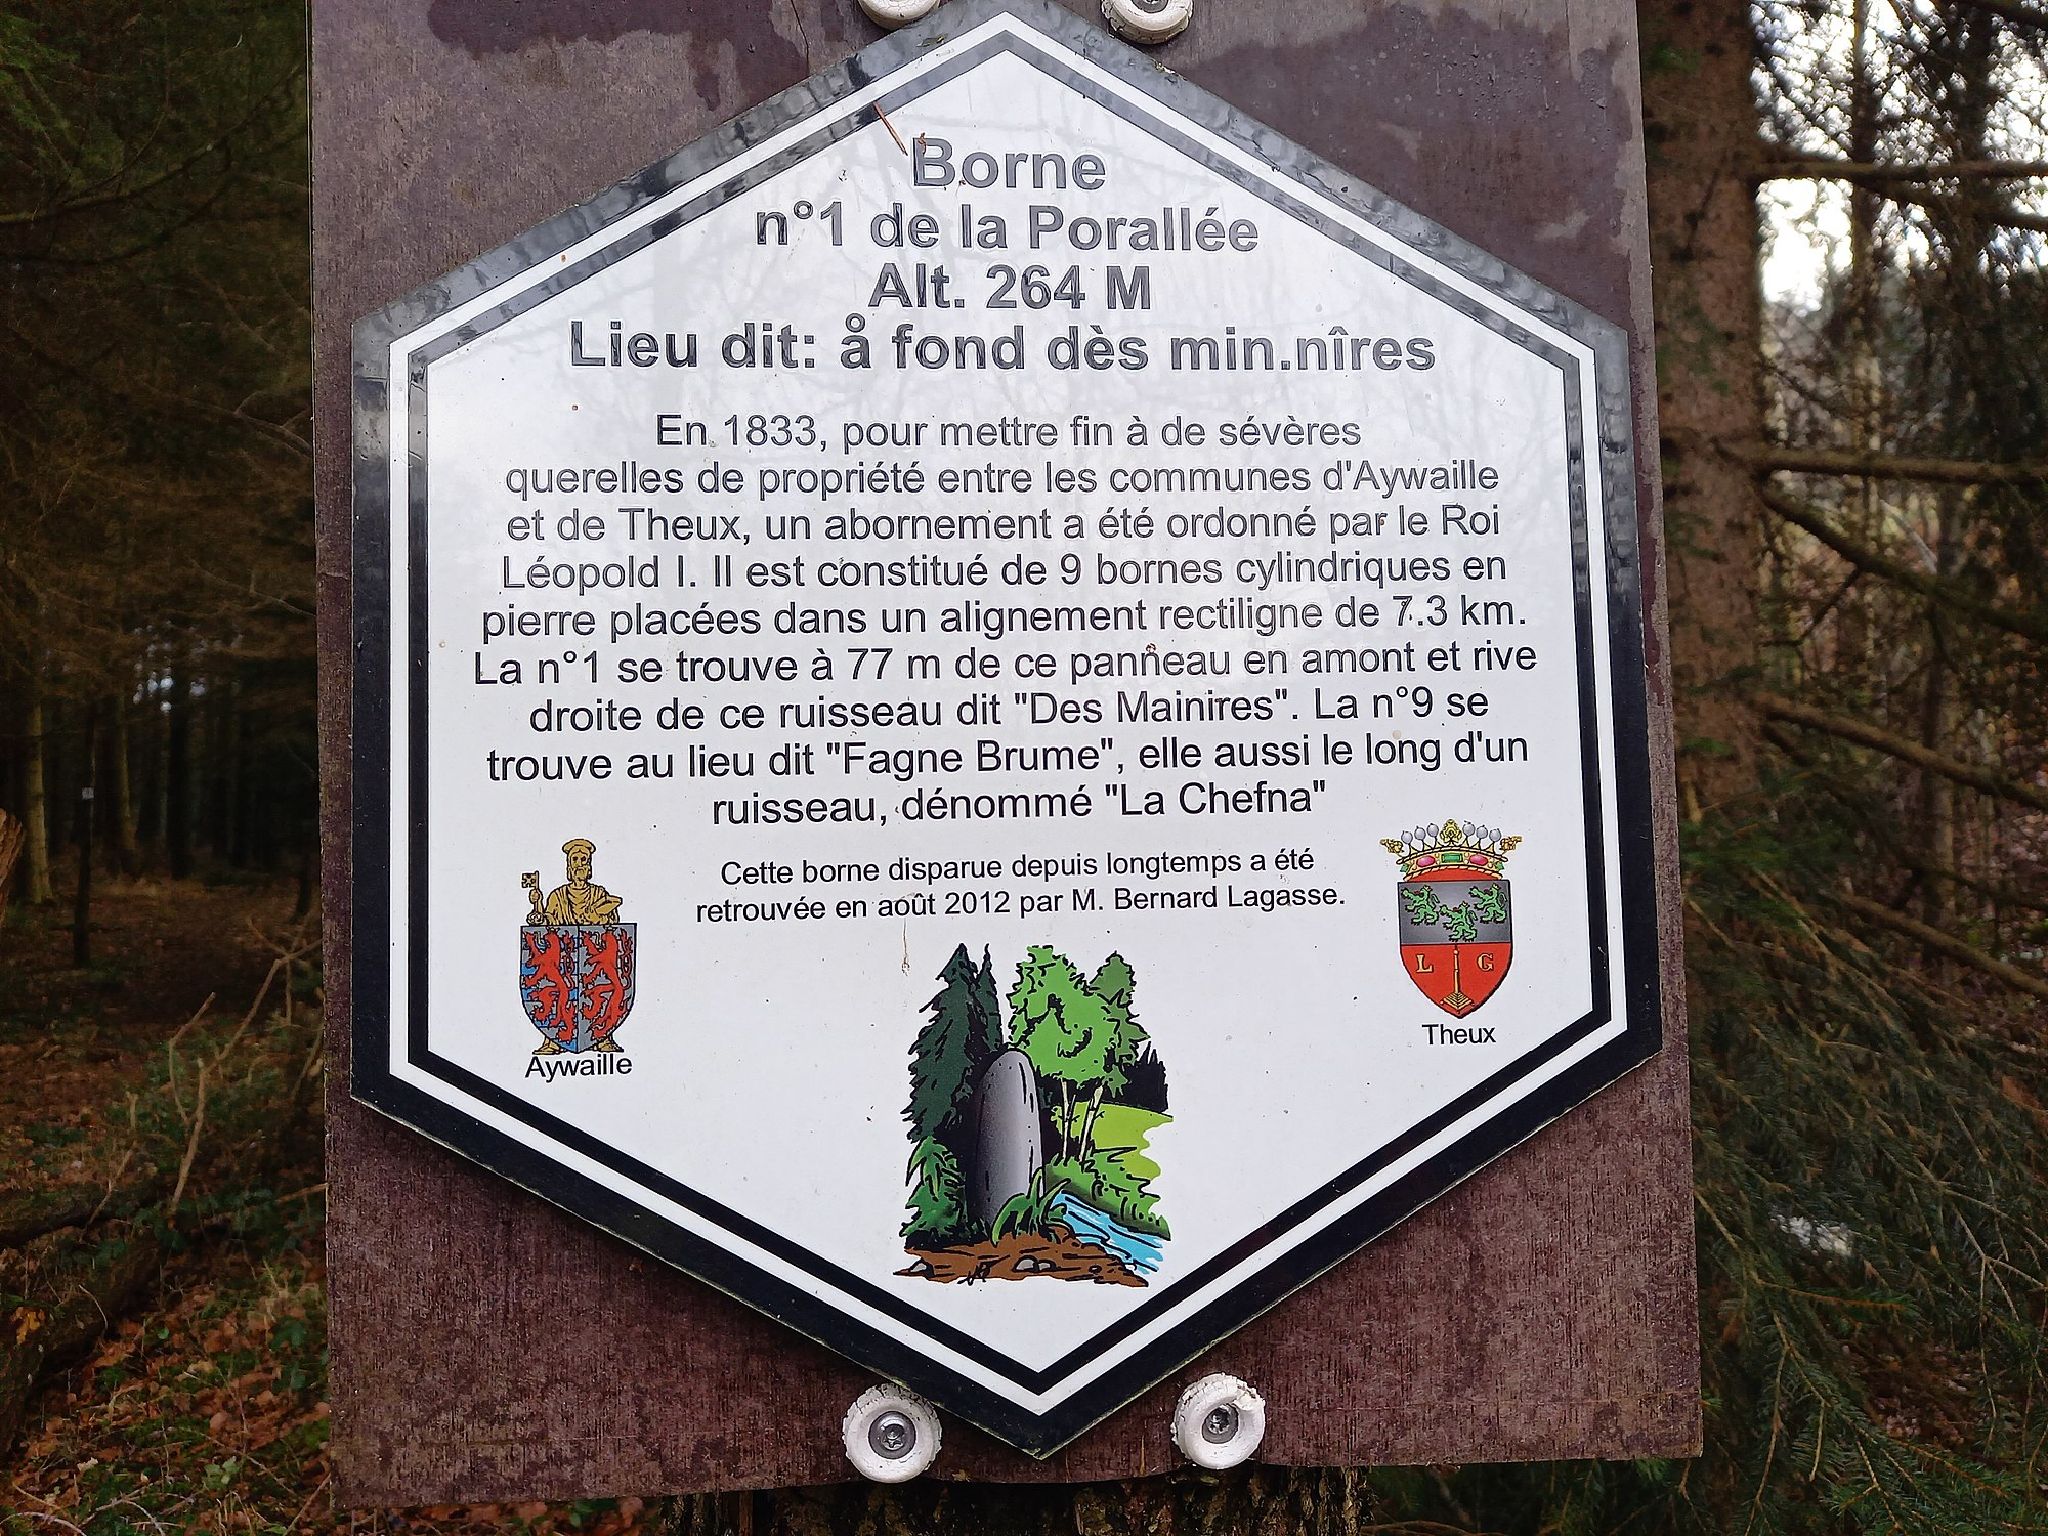 Borne
n°1 de la Porallée
Alt. 264 M
Lieu dit: å fond dès min.nîres
En 1833, pour mettre fin à de sévères
querelles de propriété entre les communes d'Aywaille
et de Theux, un abornement a été ordonné par le Roi
Léopold I. Il est constitué de 9 bornes cylindriques en
pierre placées dans un alignement rectiligne de 7.3 km.
La n°1 se trouve à 77 m de ce panneau en amont et rive
droite de ce ruisseau dit "Des Mainires". La n°9 se
trouve au lieu dit "Fagne Brume", elle aussi le long d'un
ruisseau, dénommé "La Chefna"
Cette borne disparue depuis longtemps a été
retrouvée en août 2012 par M. Bernard Lagasse.
L G
Theux
Aywaille